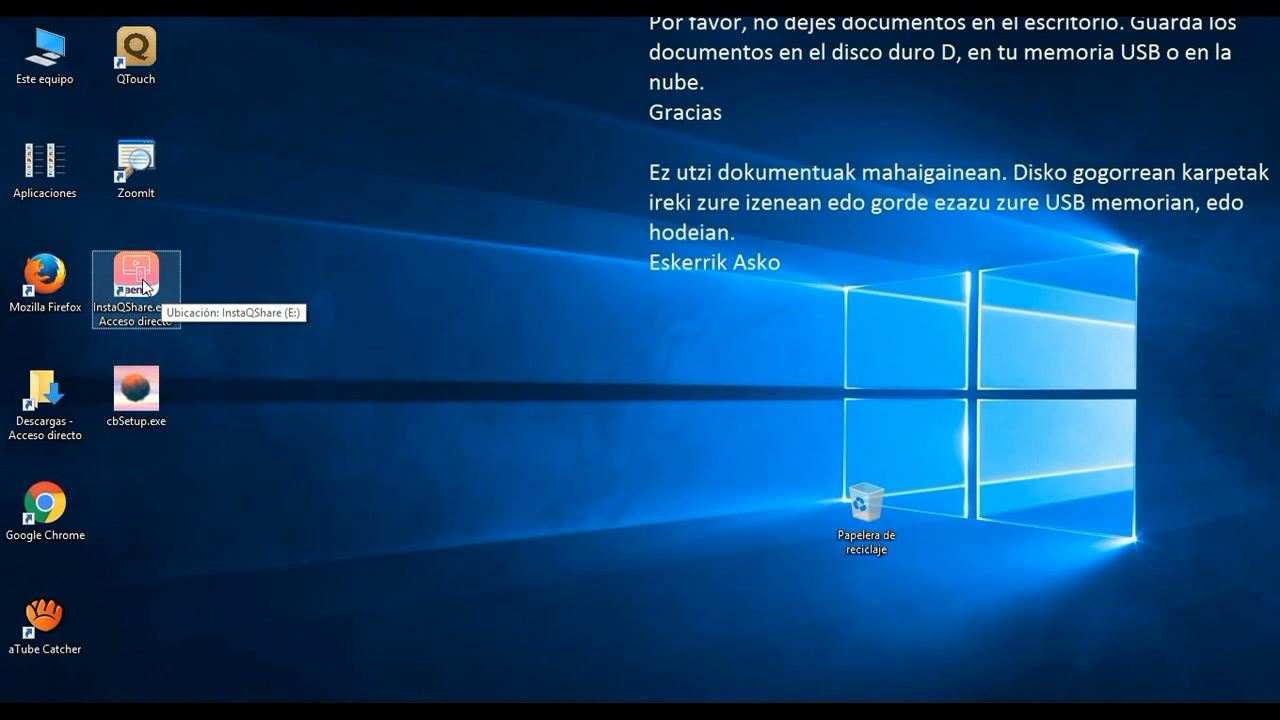 Este equipo
QTouch
Aplicaciones
ZoomIt
Mozilla Firefox
InstaQShare.e
Acceso directo
Ubicación: InstaQShare (E:)
Descargas -
Acceso directo
cbSetup.exe
Google Chrome
aTube Catcher
Por favor, no dejes documentos en el escritorio. Guarda los
documentos en el disco duro D, en tu memoria USB o en la
nube.
Gracias
Ez utzi dokumentuak mahaigainean. Disko gogorrean karpetak
ireki zure izenean edo gorde ezazu zure USB memorian, edo
hodeian.
Eskerrik Asko
Papelera de
reciclaje